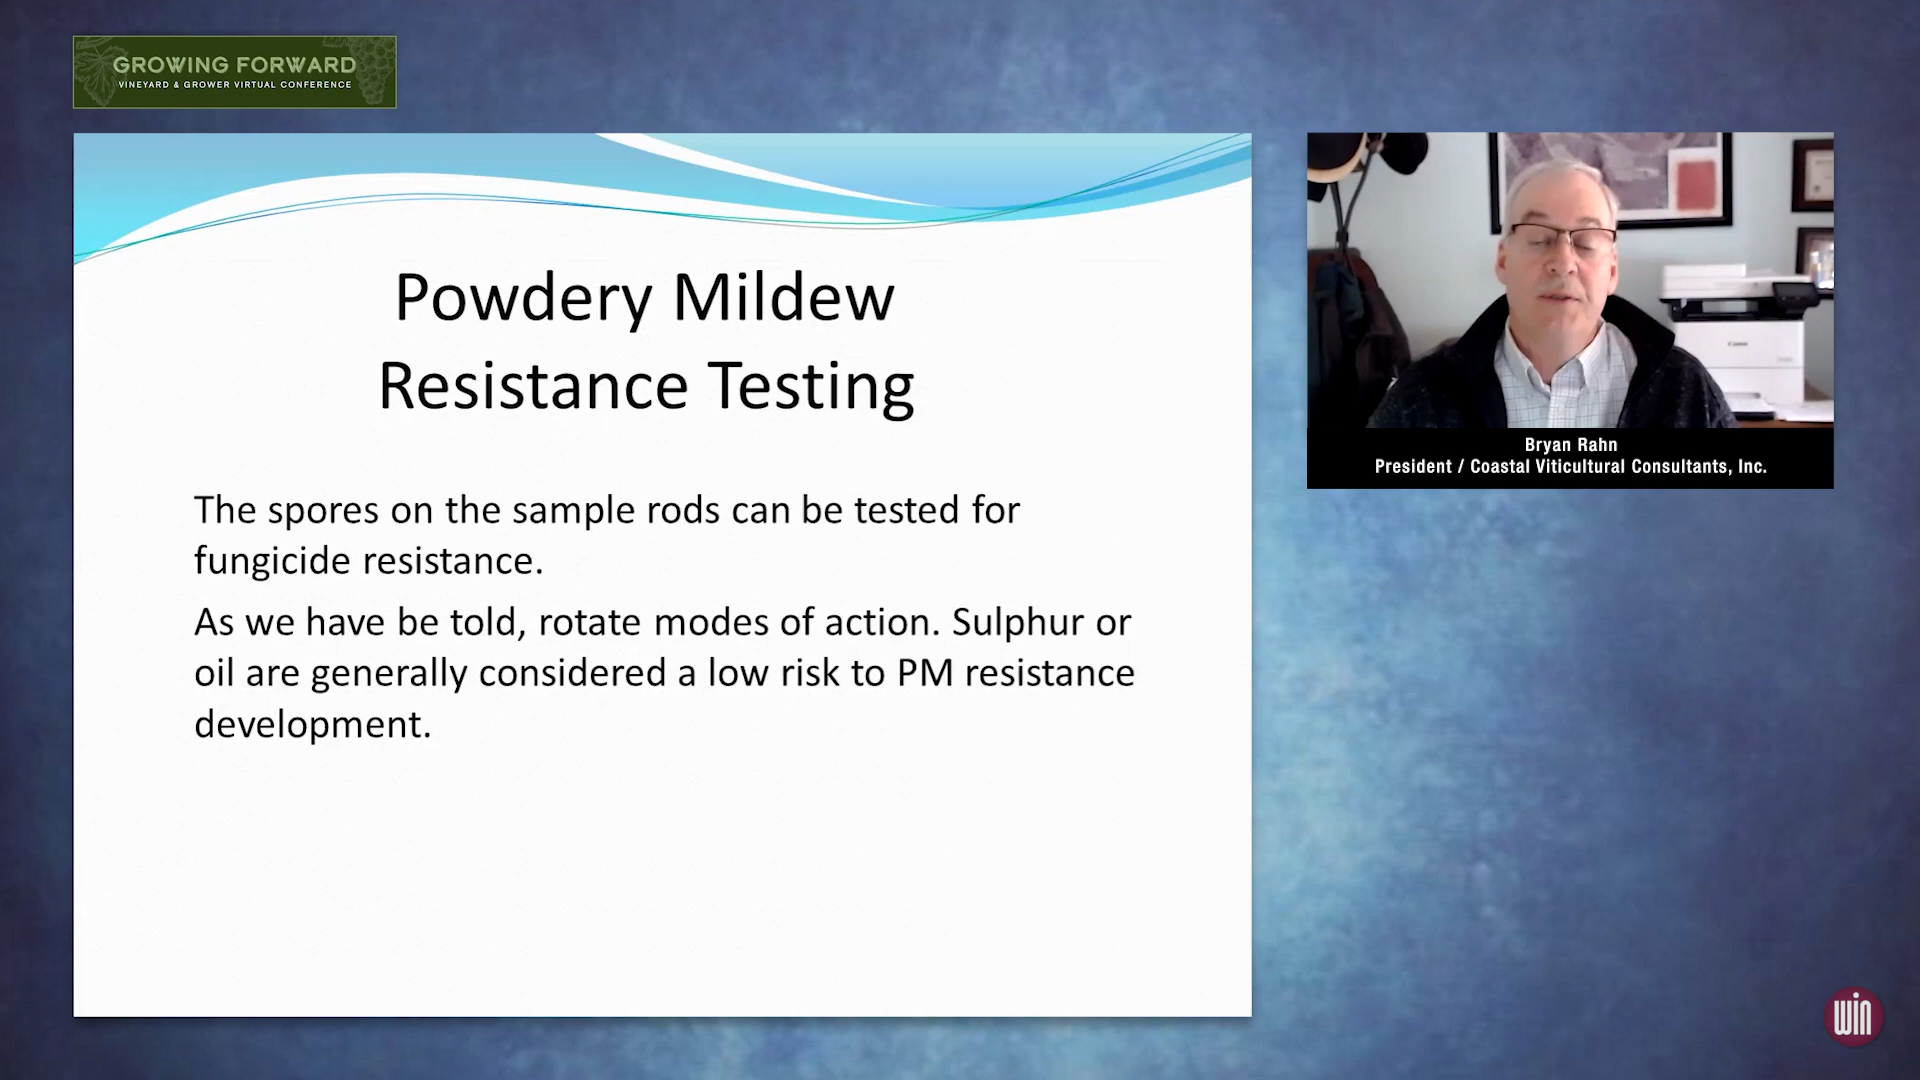 GROWING FORWARD
VINEYARD & GROWER VIRTUAL CONFERENCE
Powdery Mildew
Resistance Testing
The spores on the sample rods can be tested for
fungicide resistance.
As we have be told, rotate modes of action. Sulphur or
oil are generally considered a low risk to PM resistance
development.
Canon
Bryan Rahn
President / Coastal Viticultural Consultants, Inc.
win